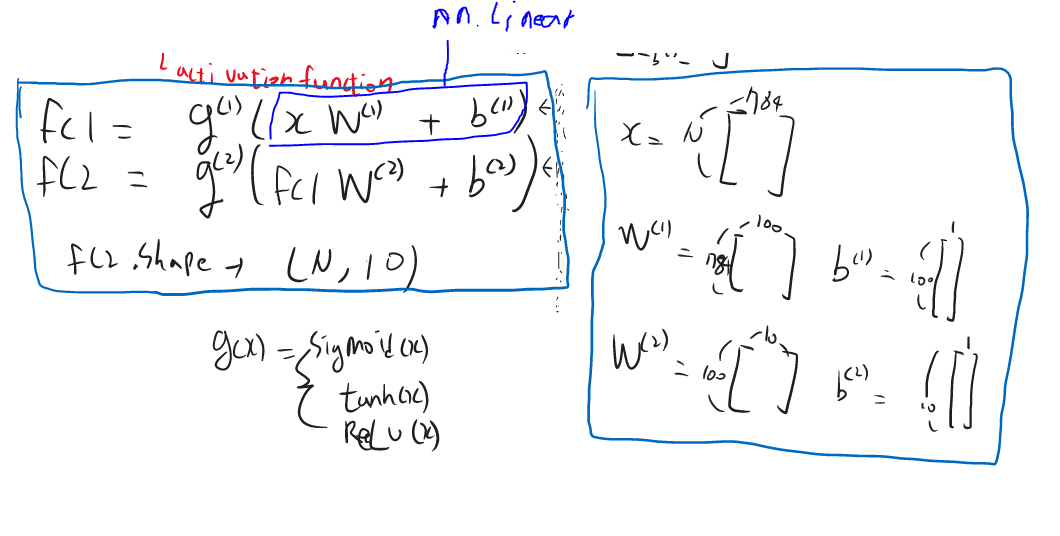 nn.Linear
activation function
fc1 = g⁽¹⁾(x W⁽¹⁾ + b⁽¹⁾)
fc2 = g⁽²⁾(fc1 W⁽²⁾ + b⁽²⁾)
fc2.shape → (N, 10)
g(x) = sigmoid(x)
tanh(x)
ReLU(x)
784
x = N [ ]
100 1
W⁽¹⁾ = 784 [ ] b⁽¹⁾ = 100 [ ]
10 1
W⁽²⁾ = 100 [ ] b⁽²⁾ = 10 [ ]